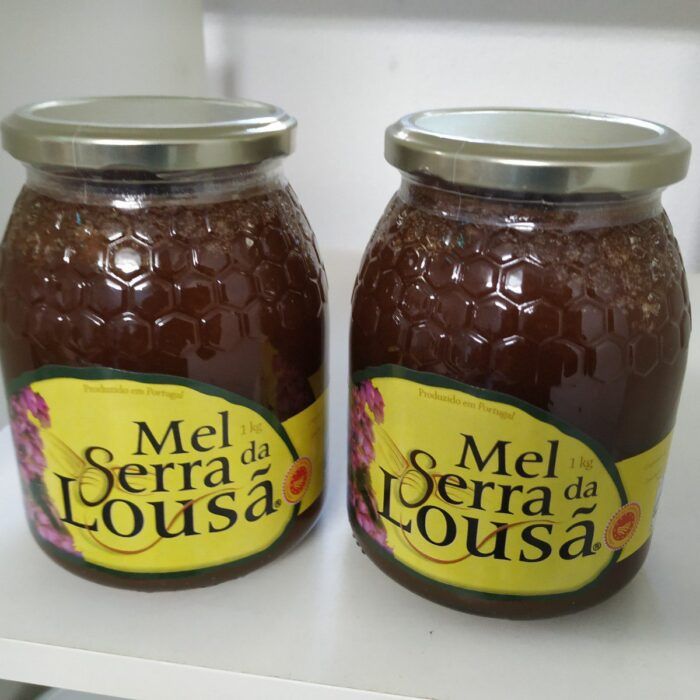 Produzido em Portugal
Mel 1 kg
Serra da
Lousã®
Produzido em Portugal
Mel 1 kg
Serra da
Lousã®